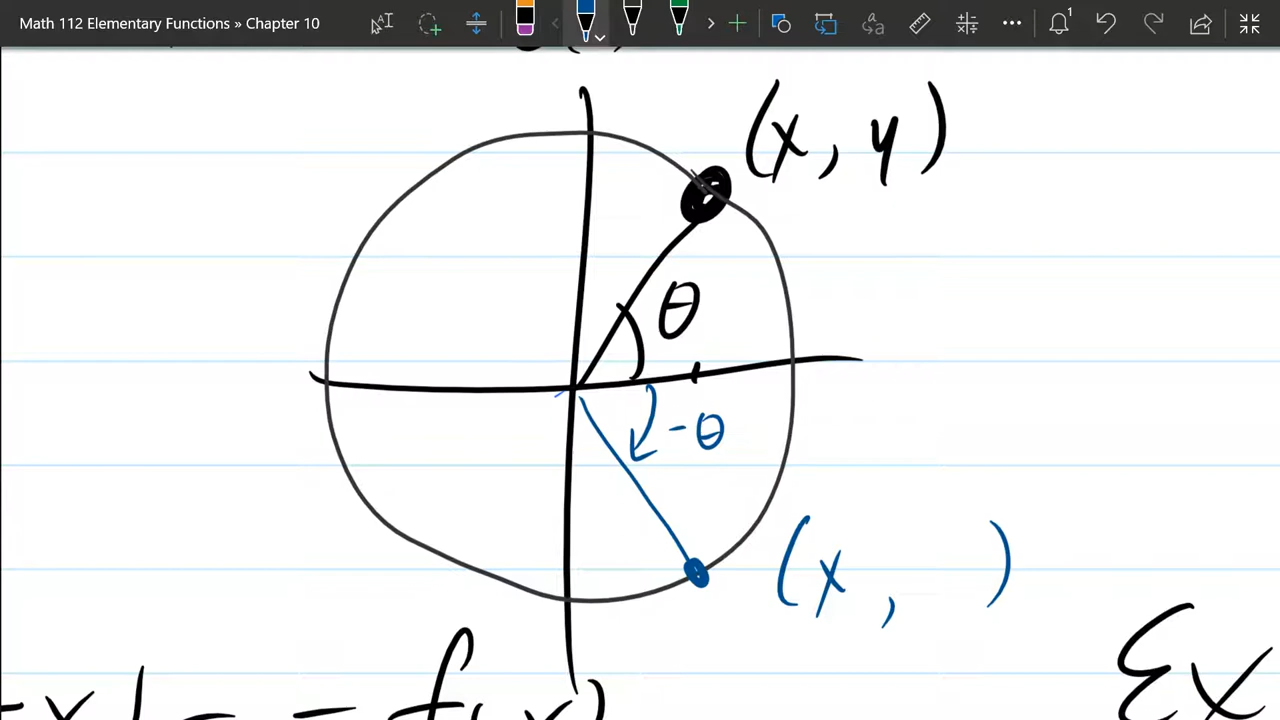 Math 112 Elementary Functions » Chapter 10
(x, y)
θ
-θ
(x, )
Ex